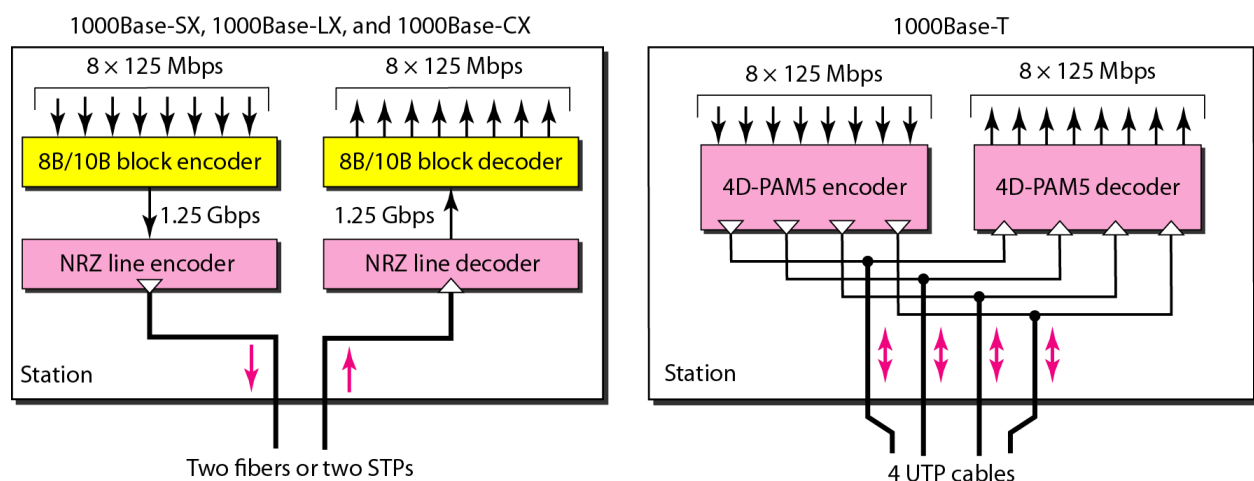 1000Base-SX, 1000Base-LX, and 1000Base-CX
8 × 125 Mbps
8 × 125 Mbps
8B/10B block encoder
8B/10B block decoder
1.25 Gbps
1.25 Gbps
NRZ line encoder
NRZ line decoder
Station
Two fibers or two STPs
1000Base-T
8 × 125 Mbps
8 × 125 Mbps
4D-PAM5 encoder
4D-PAM5 decoder
Station
4 UTP cables